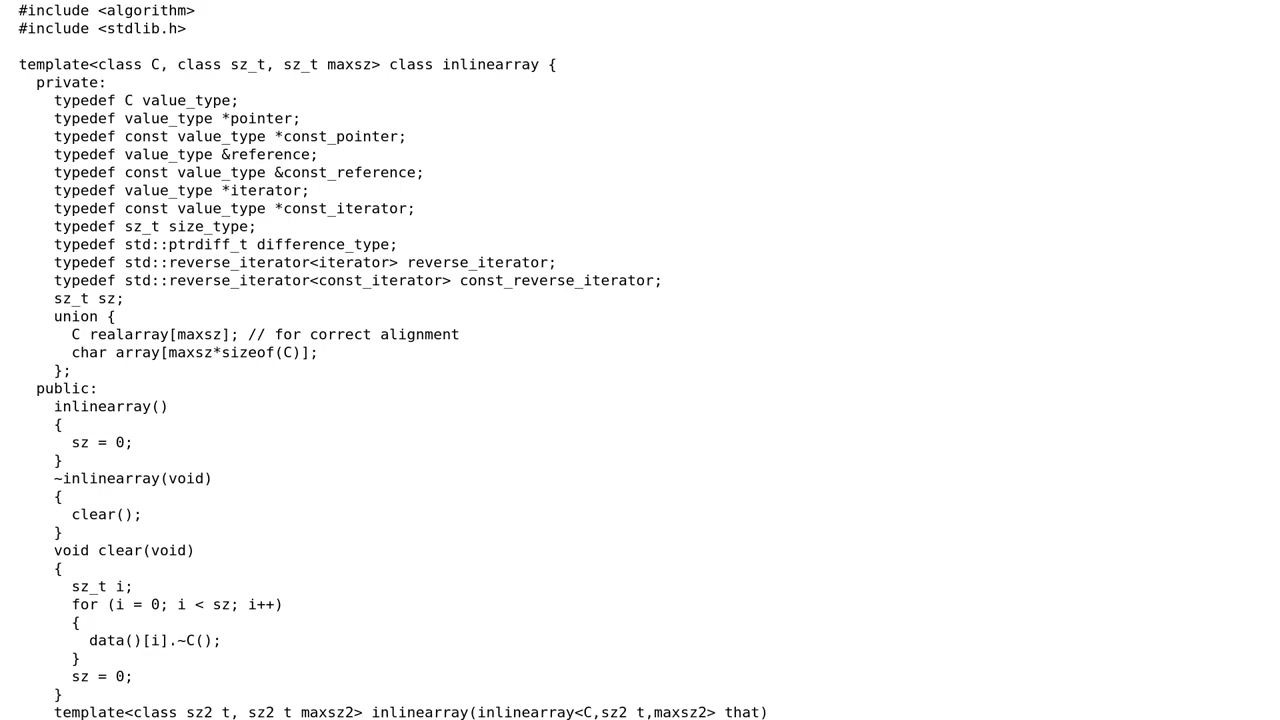 #include <algorithm>
#include <stdlib.h>

template<class C, class sz_t, sz_t maxsz> class inlinearray {
  private:
    typedef C value_type;
    typedef value_type *pointer;
    typedef const value_type *const_pointer;
    typedef value_type &reference;
    typedef const value_type &const_reference;
    typedef value_type *iterator;
    typedef const value_type *const_iterator;
    typedef sz_t size_type;
    typedef std::ptrdiff_t difference_type;
    typedef std::reverse_iterator<iterator> reverse_iterator;
    typedef std::reverse_iterator<const_iterator> const_reverse_iterator;
    sz_t sz;
    union {
      C realarray[maxsz]; // for correct alignment
      char array[maxsz*sizeof(C)];
    };
  public:
    inlinearray()
    {
      sz = 0;
    }
    ~inlinearray(void)
    {
      clear();
    }
    void clear(void)
    {
      sz_t i;
      for (i = 0; i < sz; i++)
      {
        data()[i].~C();
      }
      sz = 0;
    }
    template<class sz2_t, sz2_t maxsz2> inlinearray(inlinearray<C,sz2_t,maxsz2> that)